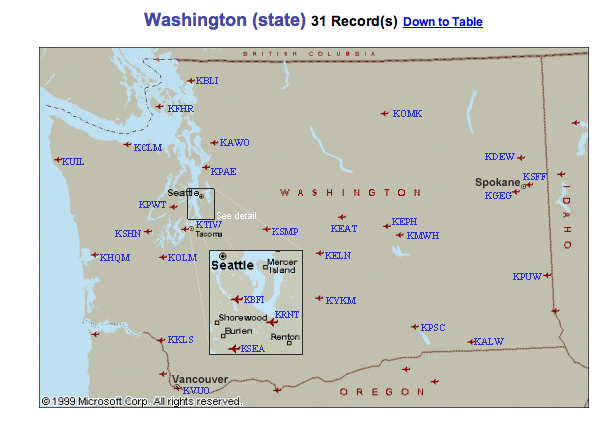 Washington (state) 31 Record(s) Down to Table
BRITISH COLUMBIA
KBLI
KFHR
KOMK
KCLM
KAWO
KUIL
KPAE
KDEW
KSFF
Spokane
KGEG
Seattle
WASHINGTON
IDAHO
KPWT
See detail
KTIW
Tacoma
KSHN
KSMP
KEAT
KEPH
KMWH
KHQM
KOLM
KELN
Seattle
Mercer
Island
KPUW
KBFI
KYKM
KRNT
Shorewood
Burien
Renton
KPSC
KKLS
KSEA
KALW
Vancouver
KVUO
OREGON
© 1999 Microsoft Corp. All rights reserved.